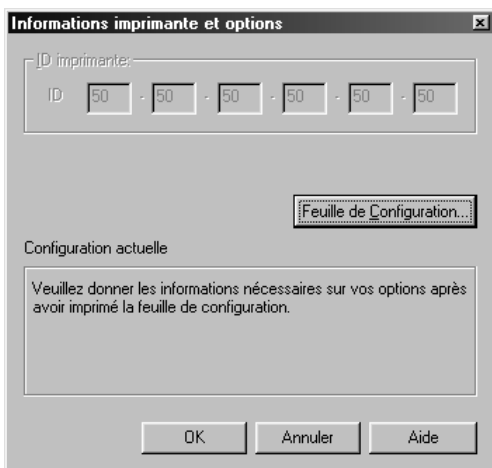 Informations imprimante et options
ID imprimante:
ID 50 - 50 - 50 - 50 - 50 - 50
Feuille de Configuration...
Configuration actuelle
Veuillez donner les informations nécessaires sur vos options après
avoir imprimé la feuille de configuration.
OK Annuler Aide